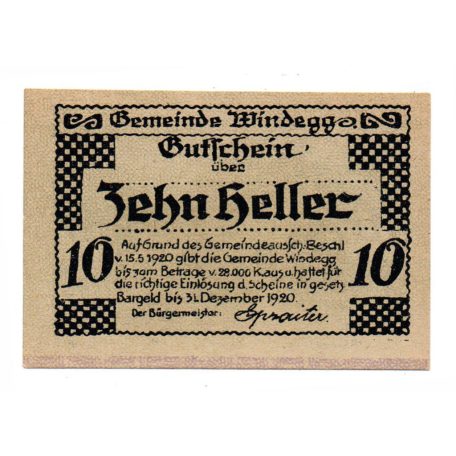 Gemeinde Windegg
Gutschein
über
Zehn Heller
10 10
Auf Grund des Gemeindeaussch. Beschl
v. 15.5 1920 gibt die Gemeinde Windegg
bis zum Betrage v. 28.000 K aus u. haftet für
die richtige Einlösung d. Scheine in gesetz.
Bargeld bis 31. Dezember 1920.
Der Bürgermeister: